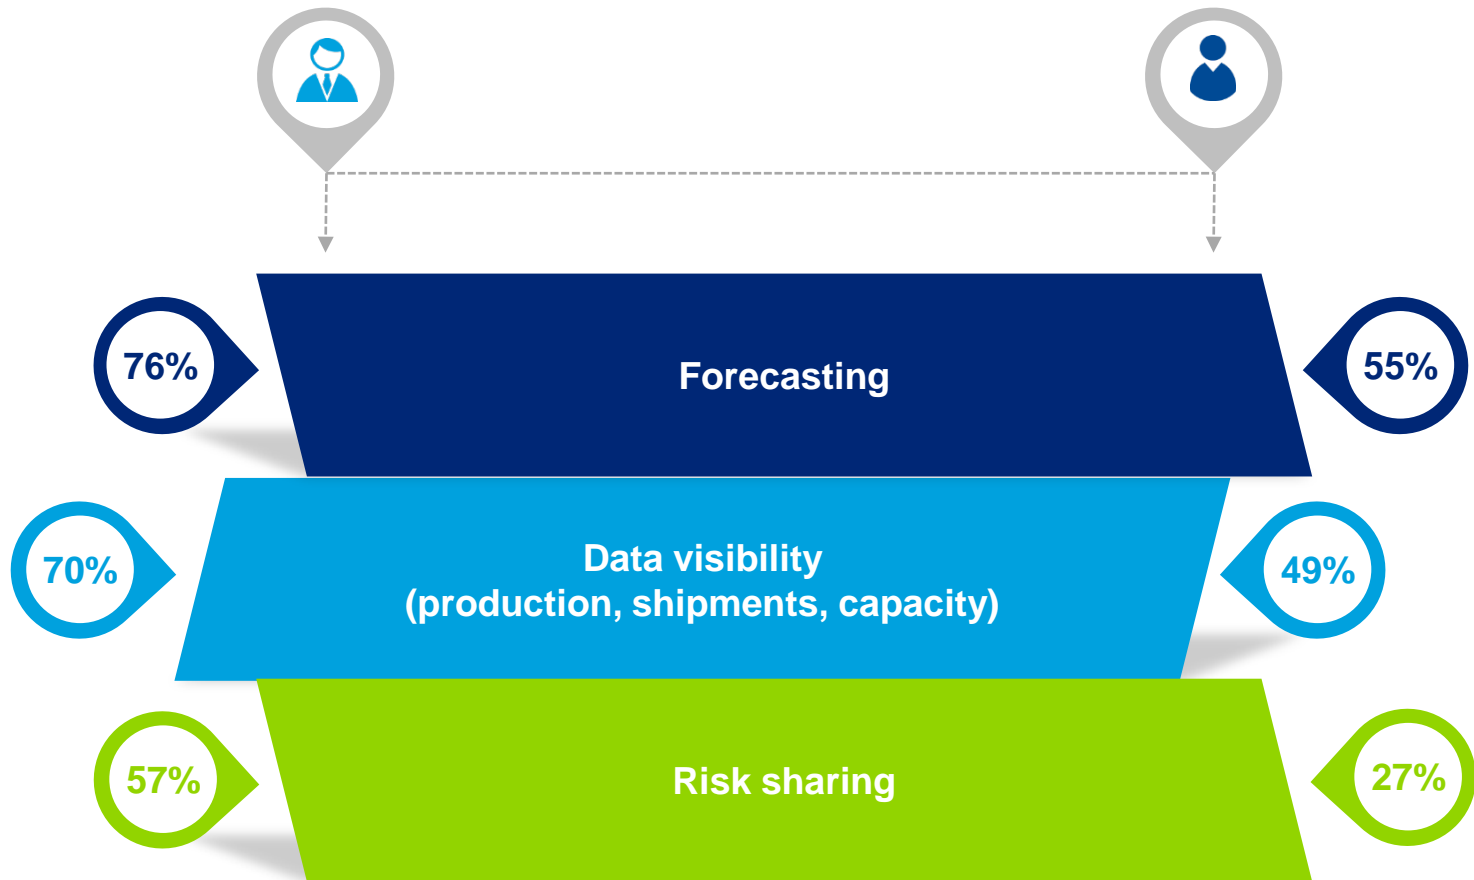 76%
Forecasting
55%
70%
Data visibility
(production, shipments, capacity)
49%
57%
Risk sharing
27%